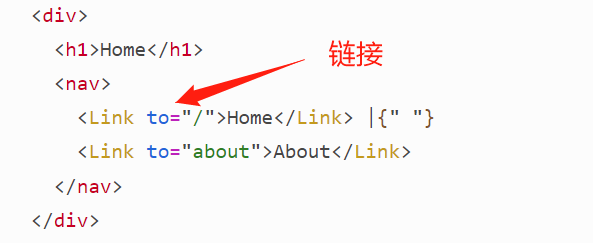 <div>
<h1>Home</h1>
链接
<nav>
<Link to="/">Home</Link> |{" "}
<Link to="about">About</Link>
</nav>
</div>